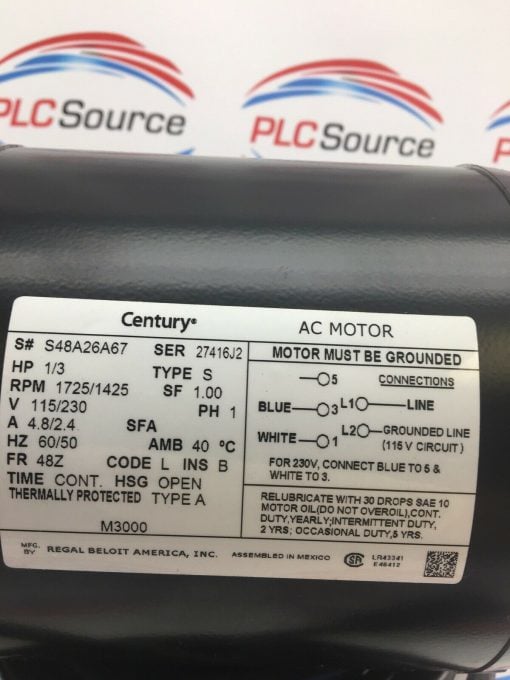 PLCSource
PLCSource
Century®
AC MOTOR
S# S48A26A67 SER 27416J2
HP 1/3 TYPE S
RPM 1725/1425 SF 1.00
V 115/230 PH 1
A 4.8/2.4 SFA
HZ 60/50 AMB 40 °C
FR 48Z CODE L INS B
TIME CONT. HSG OPEN
THERMALLY PROTECTED TYPE A
M3000
MOTOR MUST BE GROUNDED
5 CONNECTIONS
BLUE 3 L1 LINE
WHITE 1 L2 GROUNDED LINE
(115 V CIRCUIT)
FOR 230V, CONNECT BLUE TO 5 &
WHITE TO 3.
RELUBRICATE WITH 30 DROPS SAE 10
MOTOR OIL(DO NOT OVEROIL),CONT.
DUTY,YEARLY;INTERMITTENT DUTY,
2 YRS; OCCASIONAL DUTY,5 YRS.
MFG. BY REGAL BELOIT AMERICA, INC. ASSEMBLED IN MEXICO SA LR43341
E46412